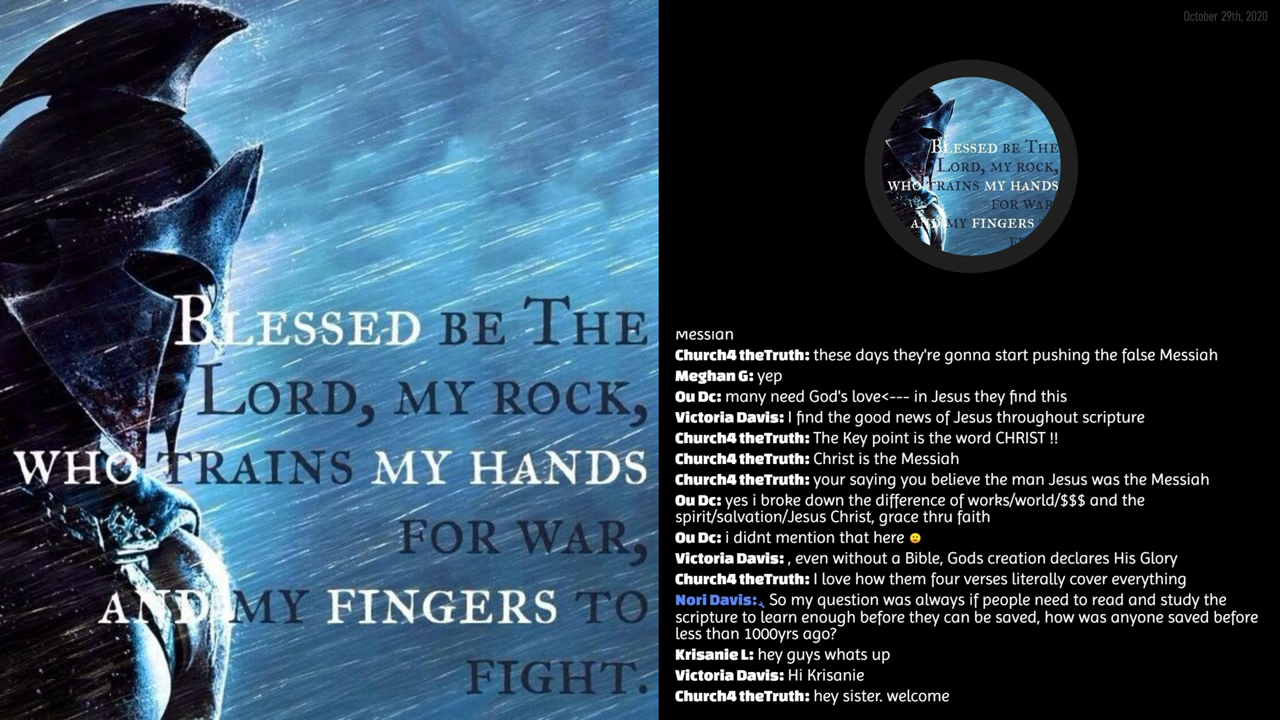 Blessed be The
Lord, my rock,
who trains my hands
for war,
and my fingers to
fight.
October 29th, 2020
Blessed be The
Lord, my rock,
who trains my hands
for war
and my fingers
Messiah
Church4 theTruth: these days they're gonna start pushing the false Messiah
Meghan G: yep
Ou Dc: many need God's love<--- in Jesus they find this
Victoria Davis: I find the good news of Jesus throughout scripture
Church4 theTruth: The Key point is the word CHRIST !!
Church4 theTruth: Christ is the Messiah
Church4 theTruth: your saying you believe the man Jesus was the Messiah
Ou Dc: yes i broke down the difference of works/world/$$$ and the
spirit/salvation/Jesus Christ, grace thru faith
Ou Dc: i didnt mention that here 🙂
Victoria Davis: , even without a Bible, Gods creation declares His Glory
Church4 theTruth: I love how them four verses literally cover everything
Nori Davis: So my question was always if people need to read and study the
scripture to learn enough before they can be saved, how was anyone saved before
less than 1000yrs ago?
Krisanie L: hey guys whats up
Victoria Davis: Hi Krisanie
Church4 theTruth: hey sister. welcome